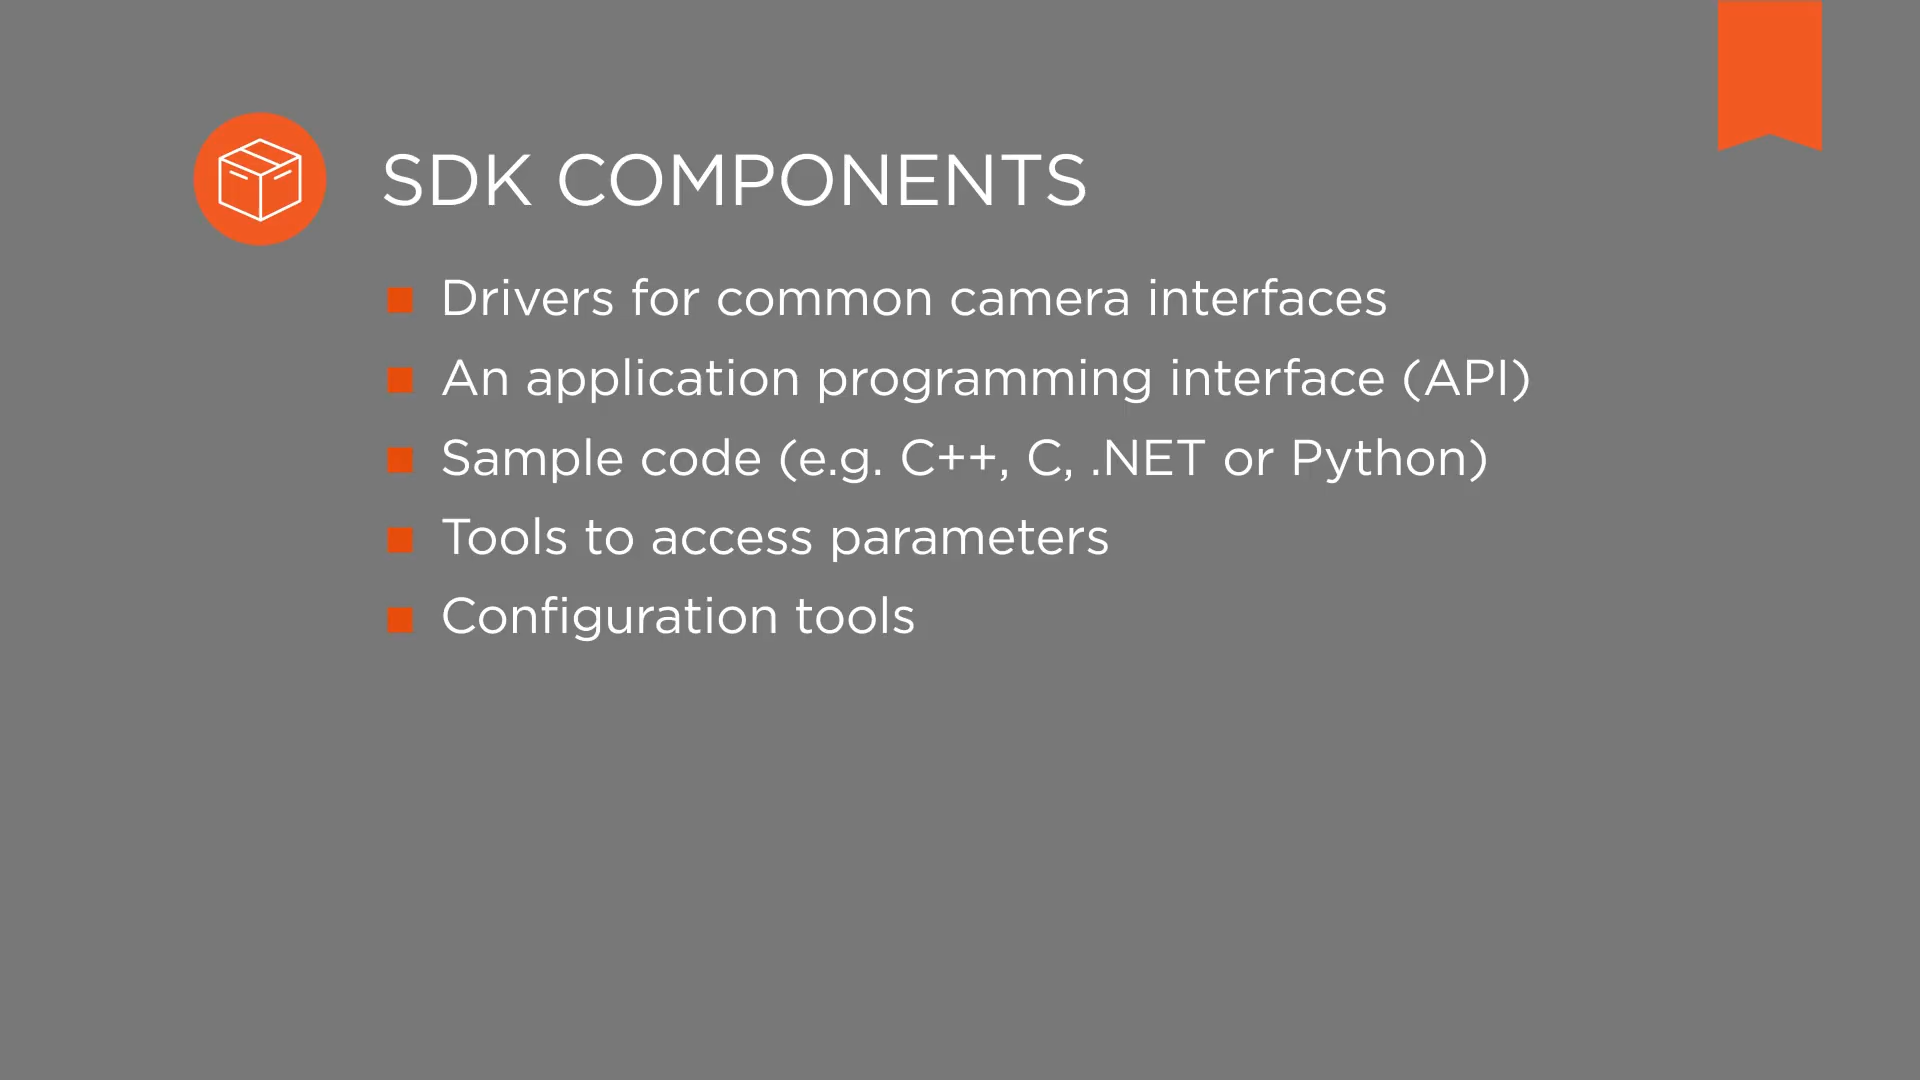 SDK COMPONENTS
Drivers for common camera interfaces
An application programming interface (API)
Sample code (e.g. C++, C, .NET or Python)
Tools to access parameters
Configuration tools